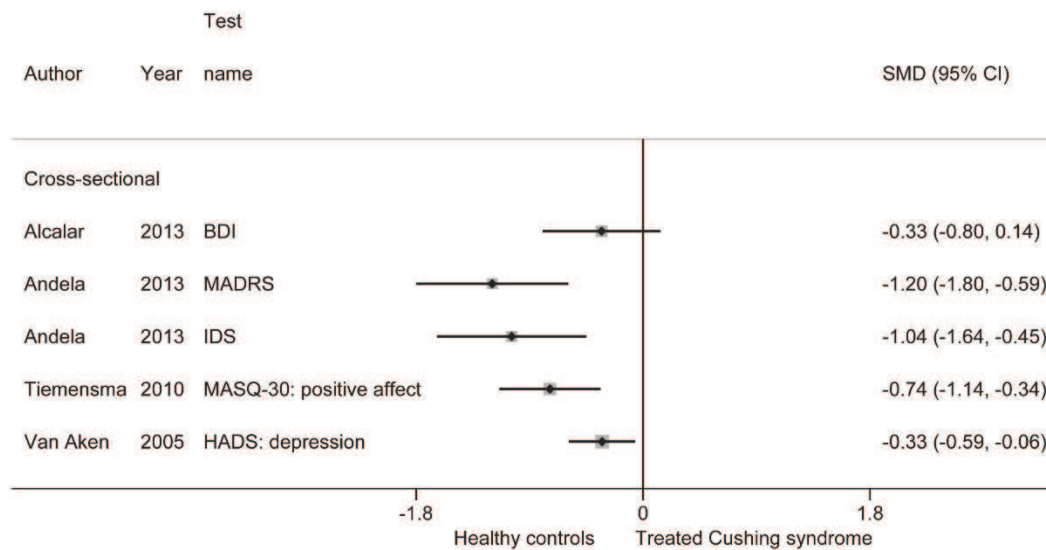 Test
Author Year name SMD (95% CI)
Cross-sectional
Alcalar 2013 BDI -0.33 (-0.80, 0.14)
Andela 2013 MADRS -1.20 (-1.80, -0.59)
Andela 2013 IDS -1.04 (-1.64, -0.45)
Tiemensma 2010 MASQ-30: positive affect -0.74 (-1.14, -0.34)
Van Aken 2005 HADS: depression -0.33 (-0.59, -0.06)
-1.8 0 1.8
Healthy controls Treated Cushing syndrome